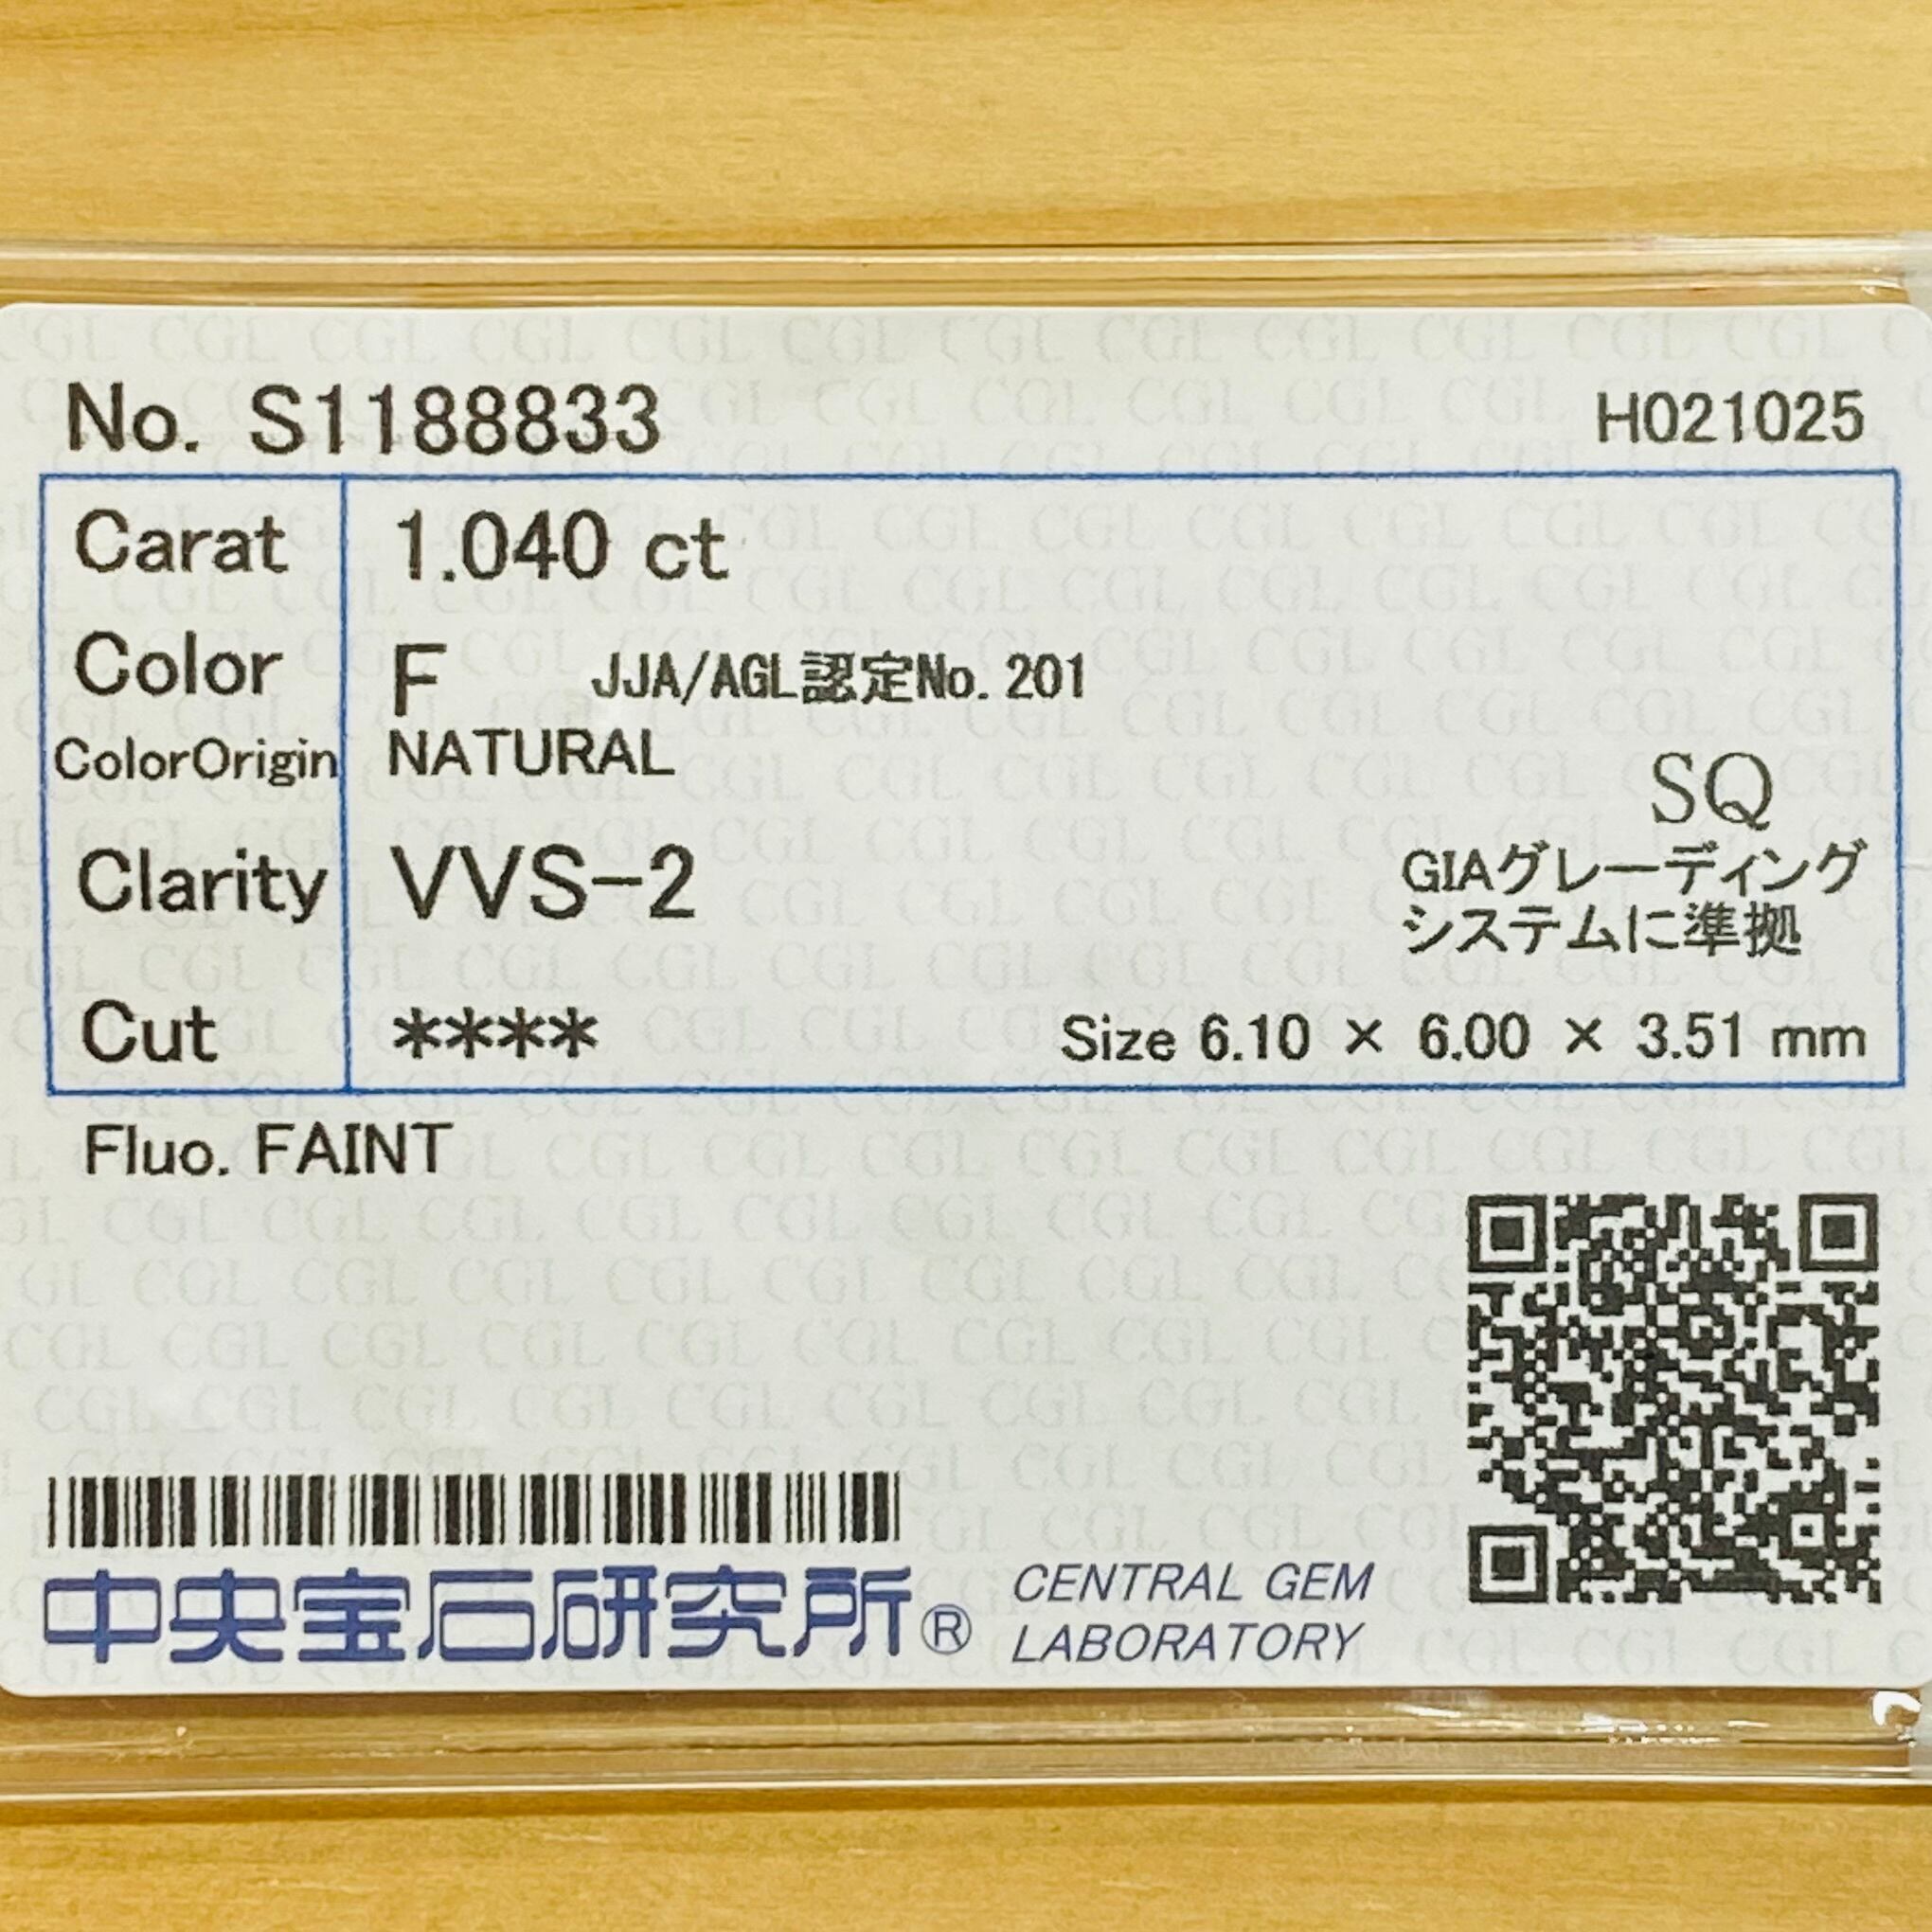 No. S1188833
H021025
Carat 1.040 ct
Color F JJA/AGL認定No. 201
ColorOrigin NATURAL
SQ
Clarity VVS-2
GIAグレーディング
システムに準拠
Cut **** Size 6.10 × 6.00 × 3.51 mm
Fluo. FAINT
中央宝石研究所®
CENTRAL GEM
LABORATORY